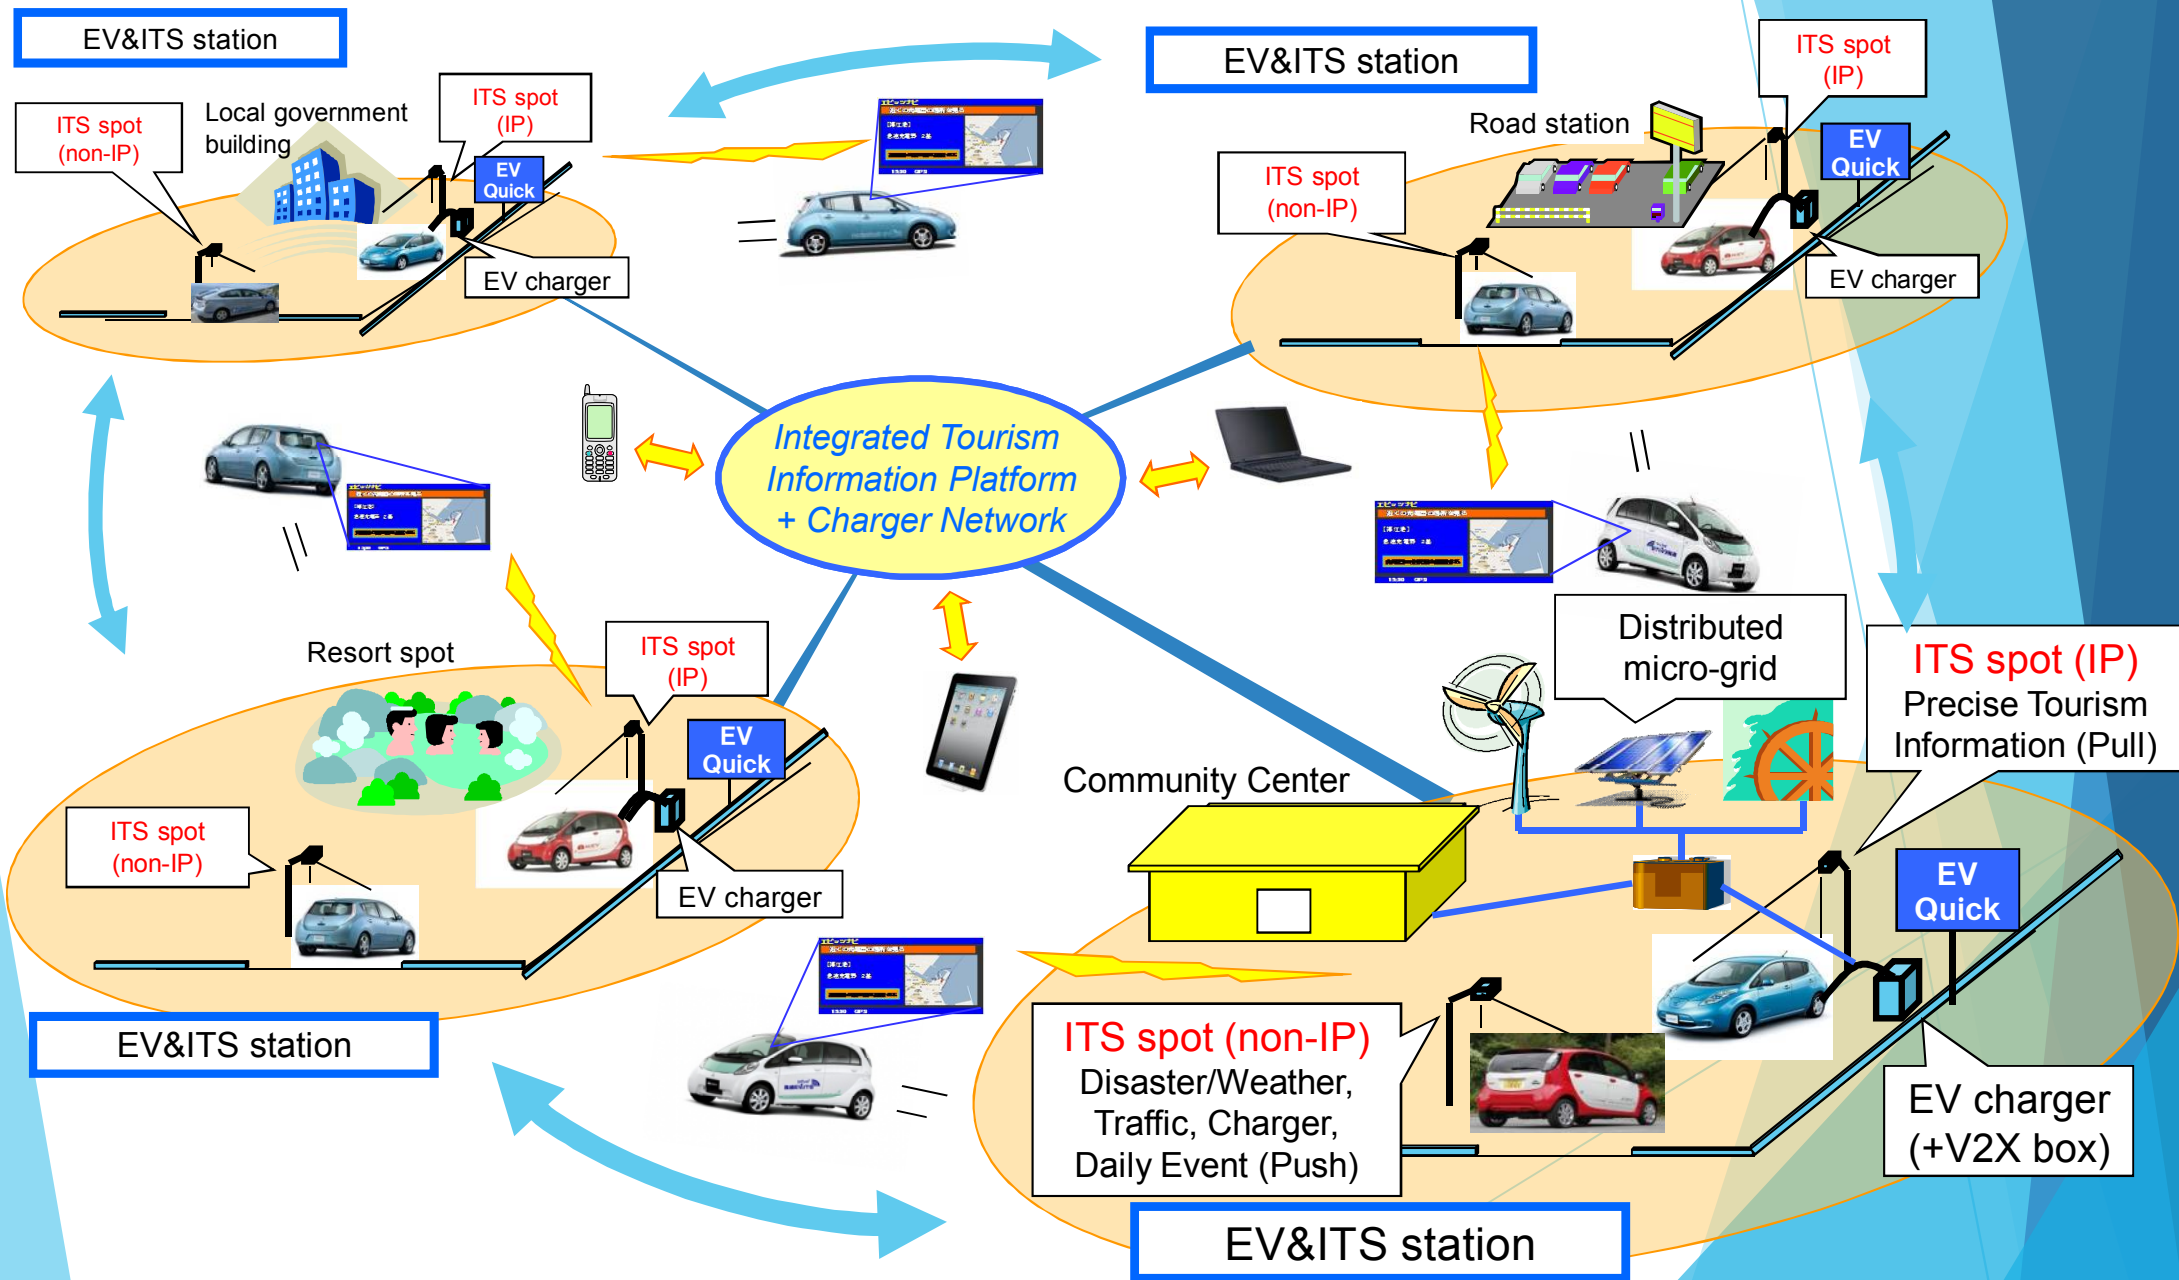 EV&ITS station
EV&ITS station
ITS spot
(IP)
ITS spot
(non-IP)
Local government
building
ITS spot
(IP)
EV
Quick
EV charger
Road station
ITS spot
(non-IP)
EV
Quick
EV charger
Integrated Tourism
Information Platform
+ Charger Network
Resort spot
ITS spot
(IP)
EV
Quick
ITS spot
(non-IP)
EV charger
EV&ITS station
Distributed
micro-grid
ITS spot (IP)
Precise Tourism
Information (Pull)
Community Center
EV
Quick
ITS spot (non-IP)
Disaster/Weather,
Traffic, Charger,
Daily Event (Push)
EV charger
(+V2X box)
EV&ITS station